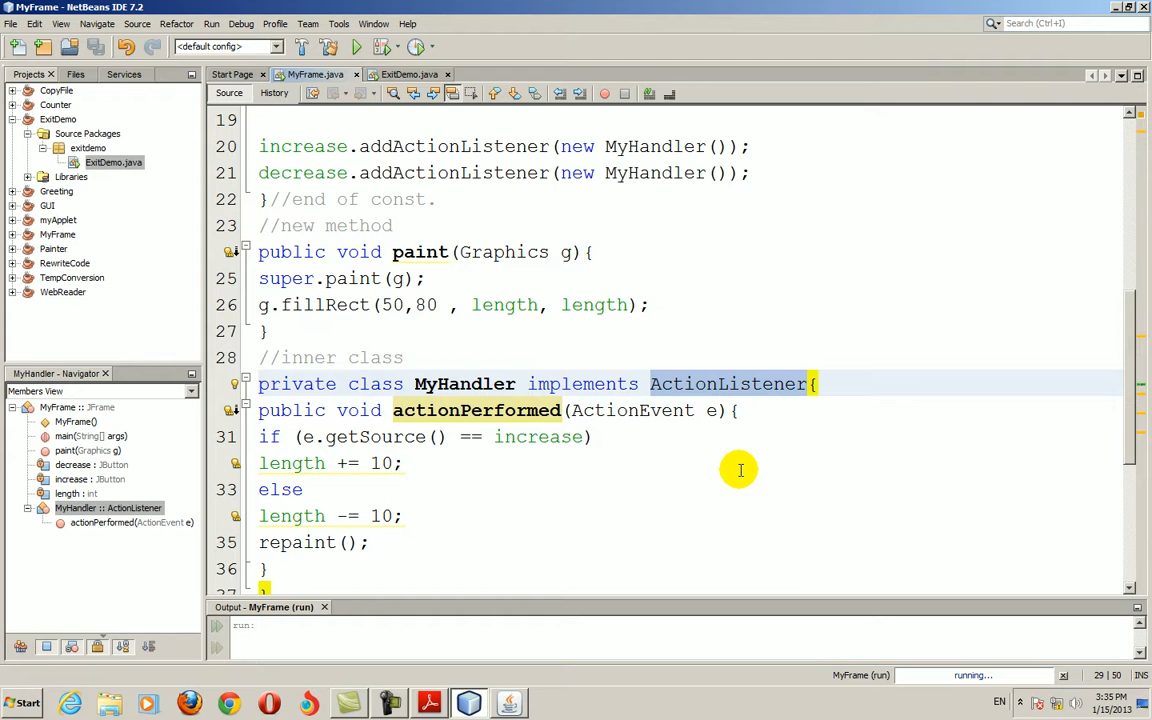 MyFrame - NetBeans IDE 7.2
File Edit View Navigate Source Refactor Run Debug Profile Team Tools Window Help
<default config>
Search (Ctrl+I)
Projects Files Services
CopyFile
Counter
ExitDemo
Source Packages
exitdemo
ExitDemo.java
Libraries
Greeting
GUI
myApplet
MyFrame
Painter
RewriteCode
TempConversion
WebReader
MyHandler - Navigator
Members View
MyFrame :: JFrame
MyFrame()
main(String[] args)
paint(Graphics g)
decrease : JButton
increase : JButton
length : int
MyHandler :: ActionListener
actionPerformed(ActionEvent e)
Start Page MyFrame.java ExitDemo.java
Source History
19
20 increase.addActionListener(new MyHandler());
21 decrease.addActionListener(new MyHandler());
22 }//end of const.
23 //new method
public void paint(Graphics g){
25 super.paint(g);
26 g.fillRect(50,80 , length, length);
27 }
28 //inner class
private class MyHandler implements ActionListener{
public void actionPerformed(ActionEvent e){
31 if (e.getSource() == increase)
length += 10;
33 else
length -= 10;
35 repaint();
36 }
37 }
Output - MyFrame (run)
run:
MyFrame (run) running... 29 | 50 INS
Start
EN
3:35 PM
1/15/2013